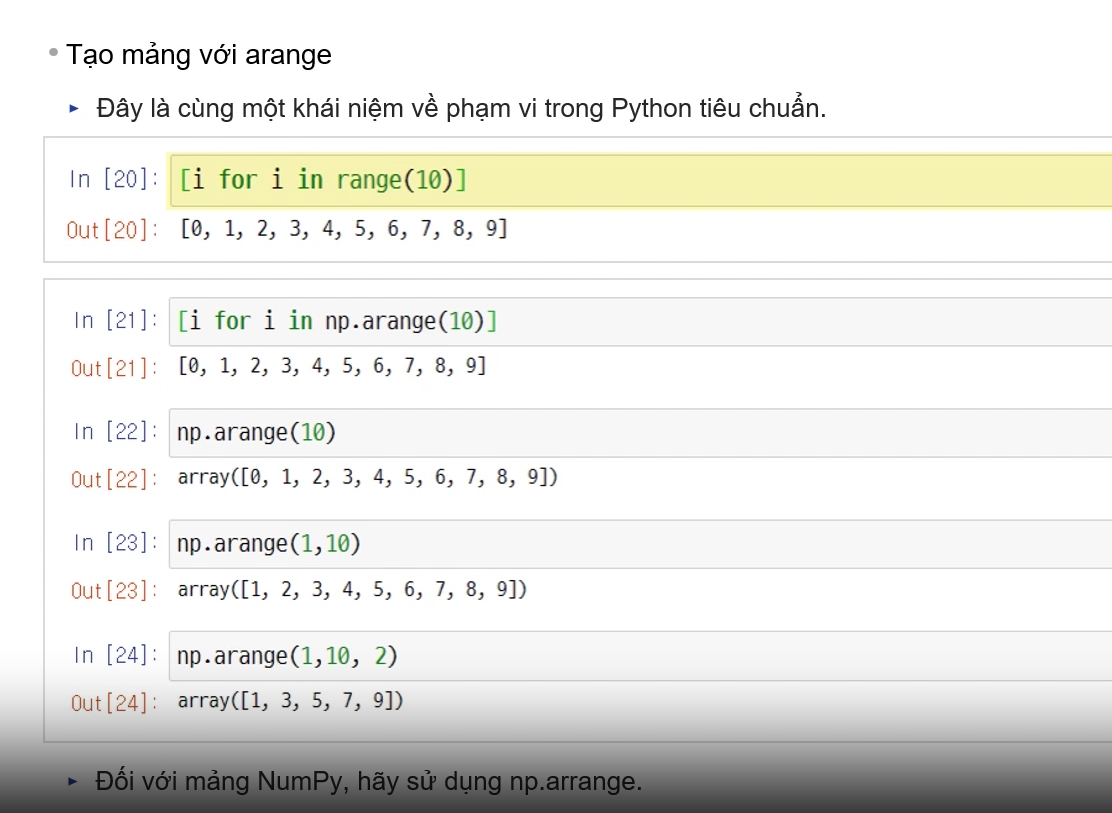 Tạo mảng với arange
Đây là cùng một khái niệm về phạm vi trong Python tiêu chuẩn.
In [20]: [i for i in range(10)]
Out[20]: [0, 1, 2, 3, 4, 5, 6, 7, 8, 9]
In [21]: [i for i in np.arange(10)]
Out[21]: [0, 1, 2, 3, 4, 5, 6, 7, 8, 9]
In [22]: np.arange(10)
Out[22]: array([0, 1, 2, 3, 4, 5, 6, 7, 8, 9])
In [23]: np.arange(1,10)
Out[23]: array([1, 2, 3, 4, 5, 6, 7, 8, 9])
In [24]: np.arange(1,10, 2)
Out[24]: array([1, 3, 5, 7, 9])
Đối với mảng NumPy, hãy sử dụng np.arrange.